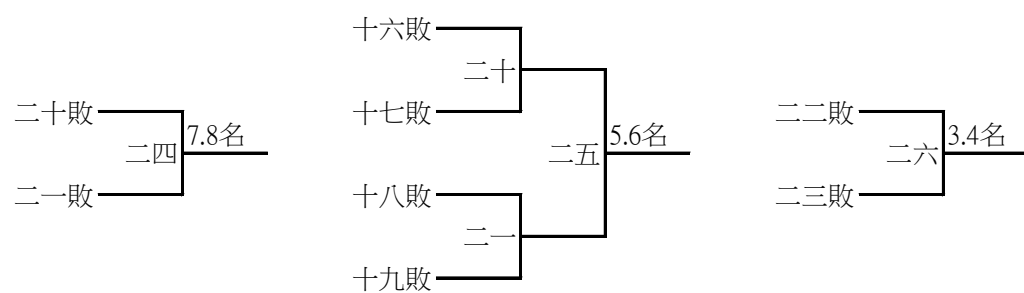 十六敗
二十
十七敗
二十敗
7.8名
二四
二一敗
5.6名
二五
十八敗
二一
十九敗
二二敗
3.4名
二六
二三敗